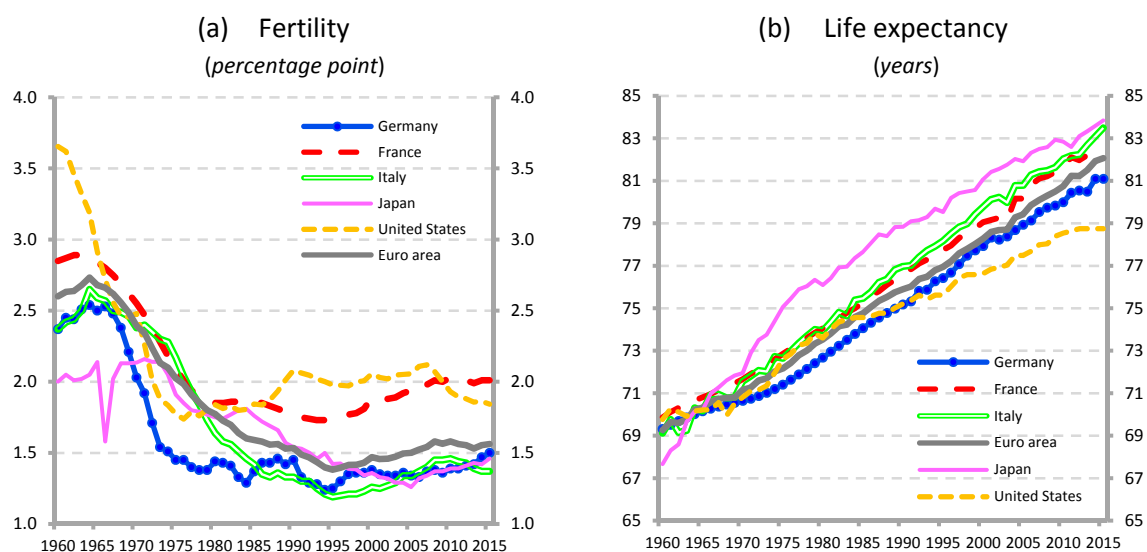 (a) Fertility
(percentage point)
4.0 4.0
3.5 3.5
3.0 3.0
2.5 2.5
2.0 2.0
1.5 1.5
1.0 1.0
Germany
France
Italy
Japan
United States
Euro area
1960 1965 1970 1975 1980 1985 1990 1995 2000 2005 2010 2015
(b) Life expectancy
(years)
85 85
83 83
81 81
79 79
77 77
75 75
73 73
71 71
69 69
67 67
65 65
Germany
France
Italy
Euro area
Japan
United States
1960 1965 1970 1975 1980 1985 1990 1995 2000 2005 2010 2015